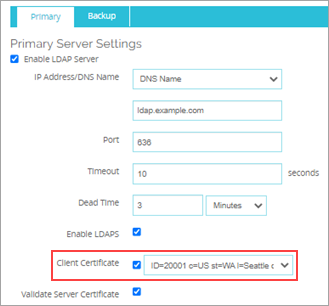 Primary Backup
Primary Server Settings
Enable LDAP Server
IP Address/DNS Name DNS Name
ldap.example.com
Port 636
Timeout 10 seconds
Dead Time 3 Minutes
Enable LDAPS
Client Certificate ID=20001 c=US st=WA l=Seattle c
Validate Server Certificate